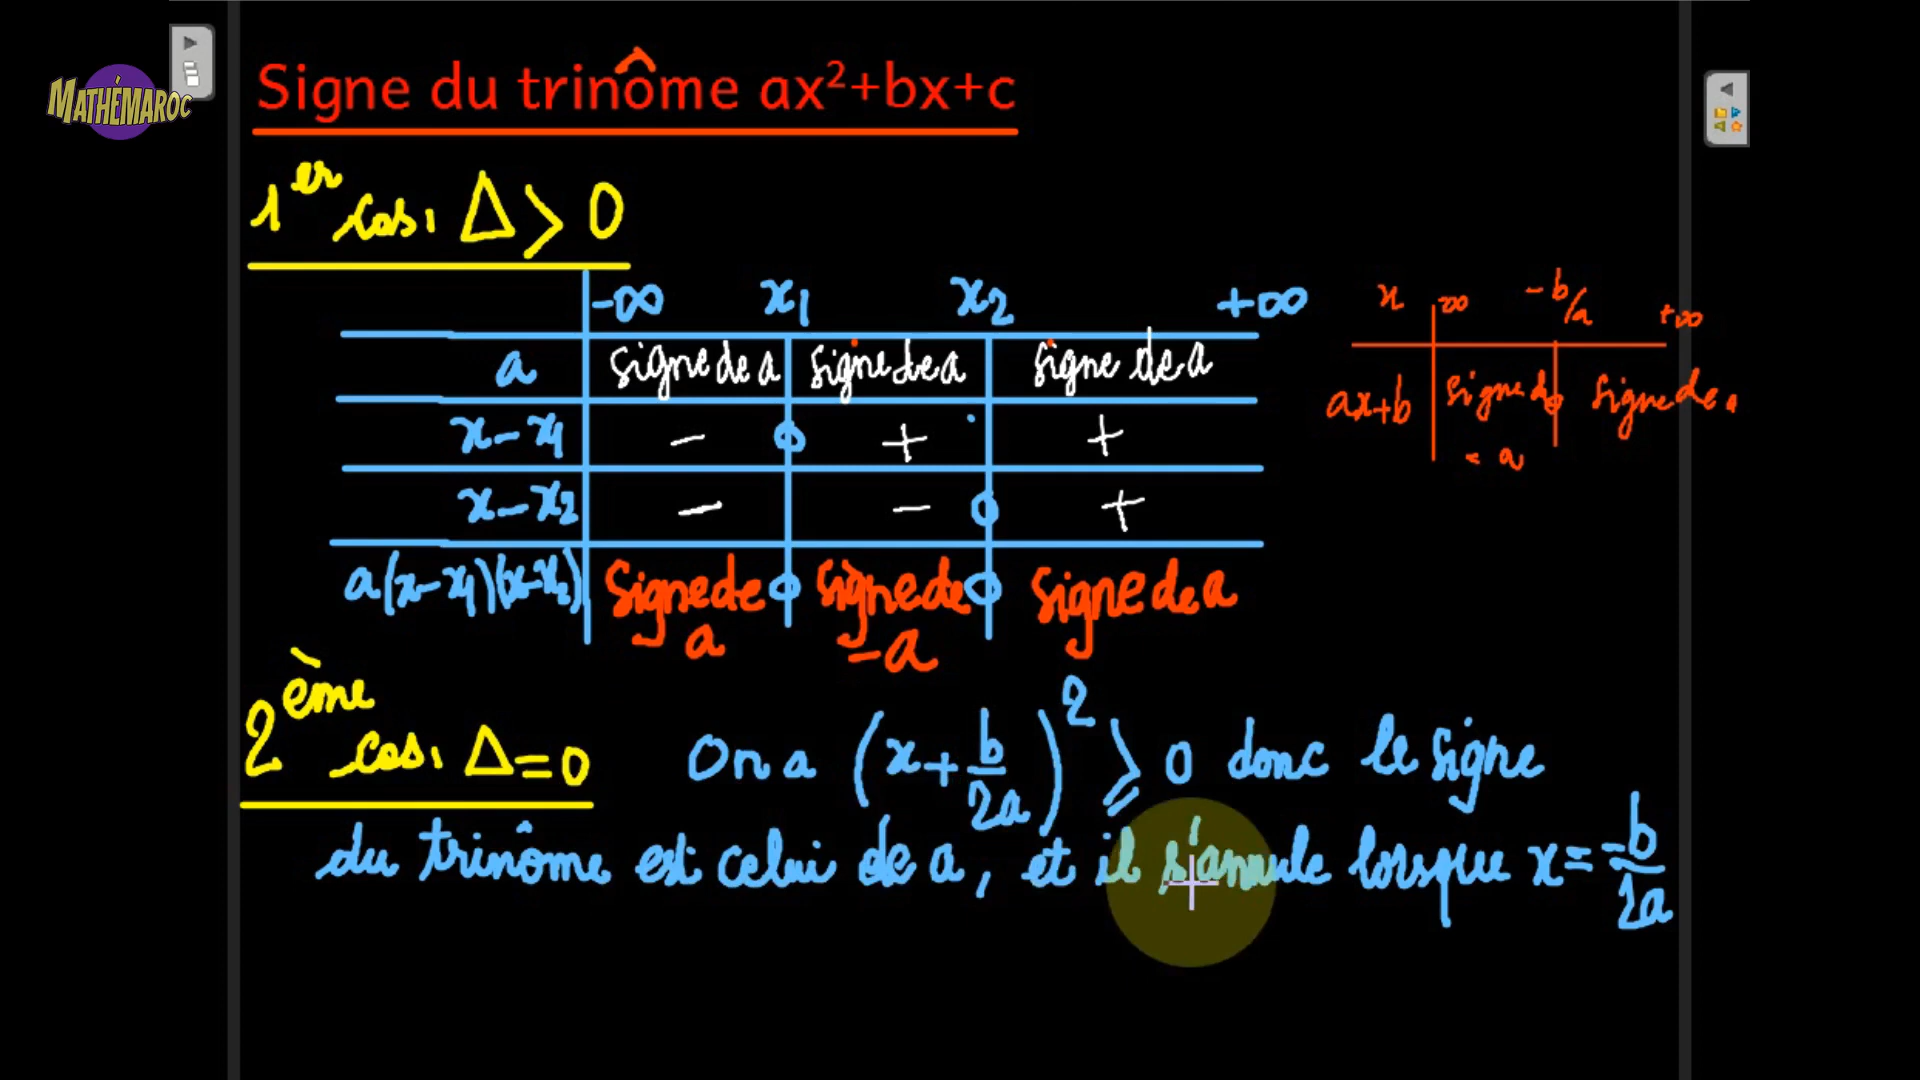 MATHÉMAROC
Signe du trinôme ax²+bx+c
1er cas, Δ > 0
-∞ x1 x2 +∞
a signe de a signe de a signe de a
x-x1 - 0 + +
x-x2 - - 0 +
a(x-x1)(x-x2) signe de a 0 signe de -a 0 signe de a
x -∞ -b/a +∞
ax+b signe de -a 0 signe de a
2ème cas, Δ=0
On a (x+b/2a)² ≥ 0 donc le signe
du trinôme est celui de a, et il s'annule lorsque x=-b/2a